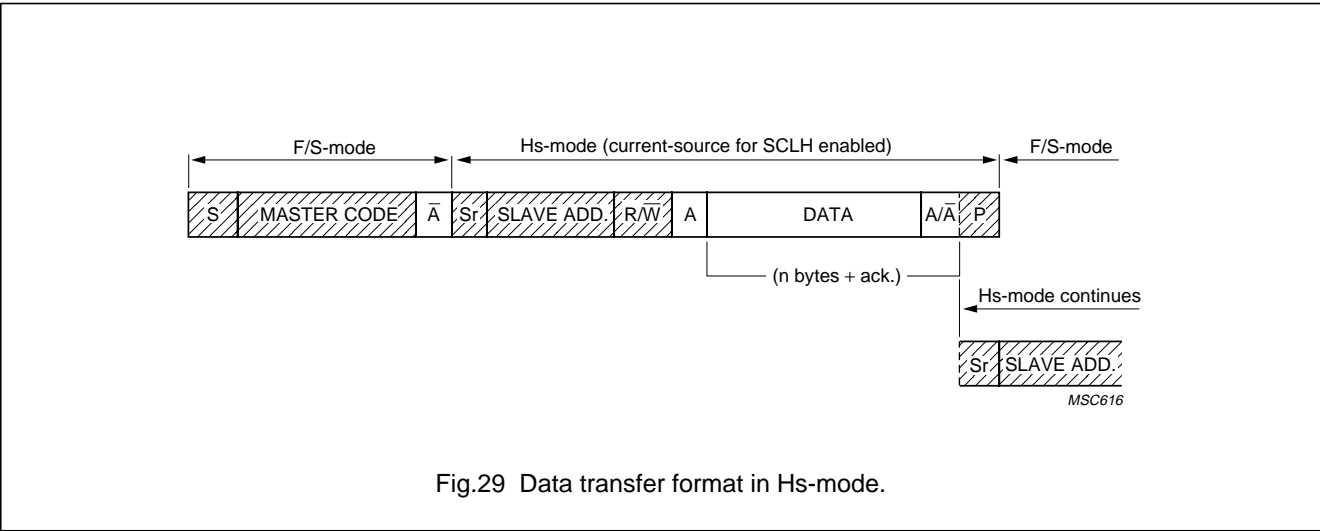 F/S-mode Hs-mode (current-source for SCLH enabled) F/S-mode
S MASTER CODE A̅ Sr SLAVE ADD. R/W̅ A DATA A/A̅ P
(n bytes + ack.)
Hs-mode continues
Sr SLAVE ADD.
MSC616
Fig.29 Data transfer format in Hs-mode.